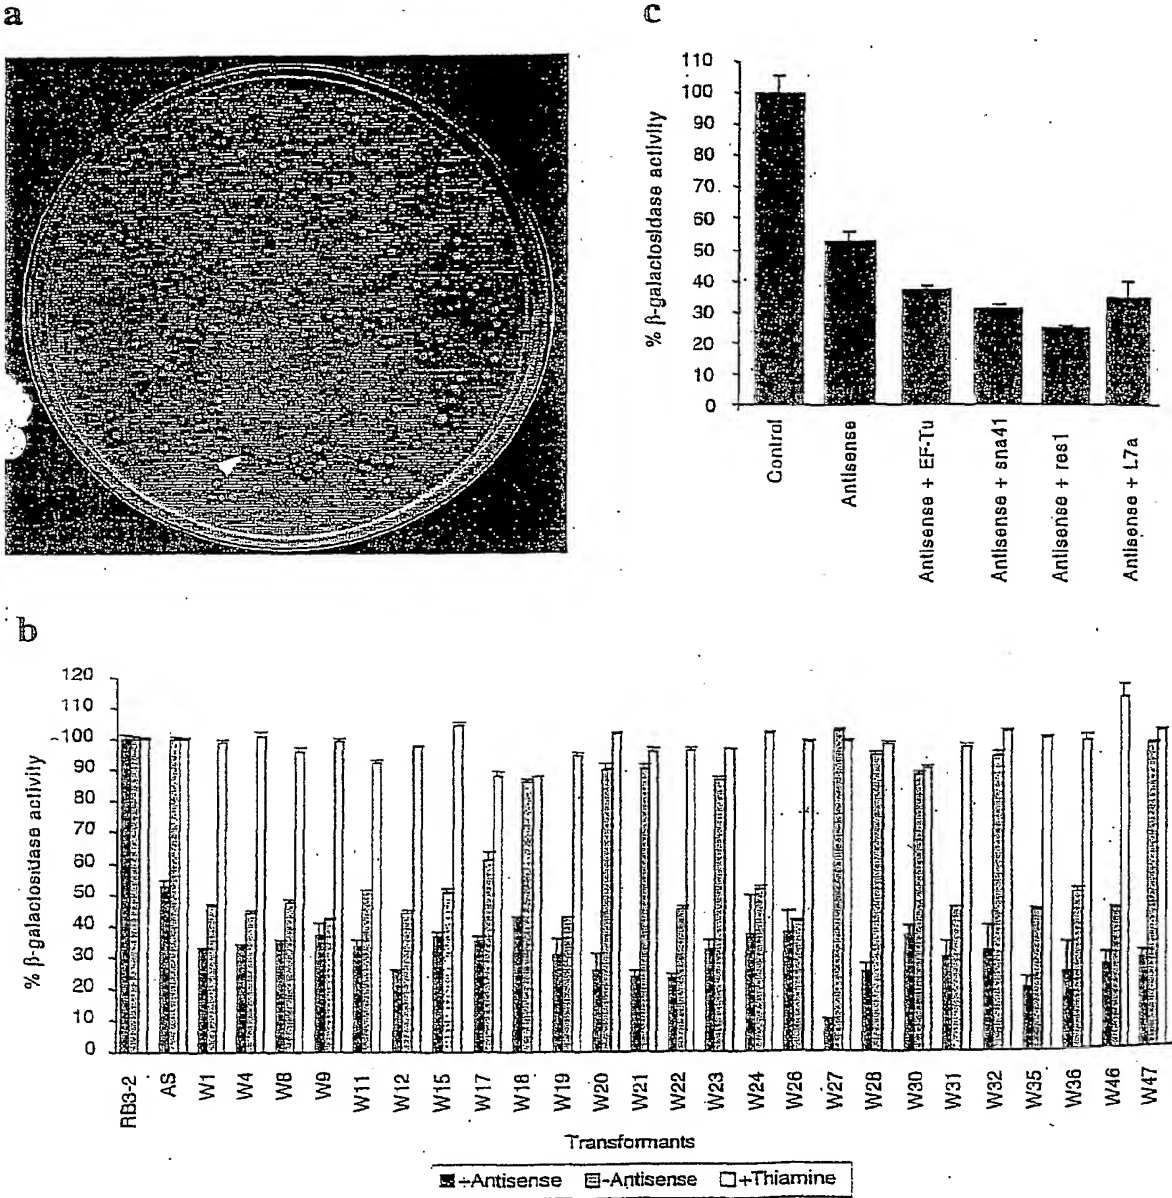 a
c
% β-galactosidase activity
110
100
90
80
70
60
50
40
30
20
10
0
Control
Antisense
Antisense + EF-Tu
Antisense + sna41
Antisense + res1
Antisense + L7a
b
% β-galactosidase activity
120
110
100
90
80
70
60
50
40
30
20
10
0
RB3-2
AS
W1
W4
W8
W9
W11
W12
W15
W17
W18
W19
W20
W21
W22
W23
W24
W26
W27
W28
W30
W31
W32
W35
W36
W46
W47
Transformants
+Antisense -Antisense +Thiamine